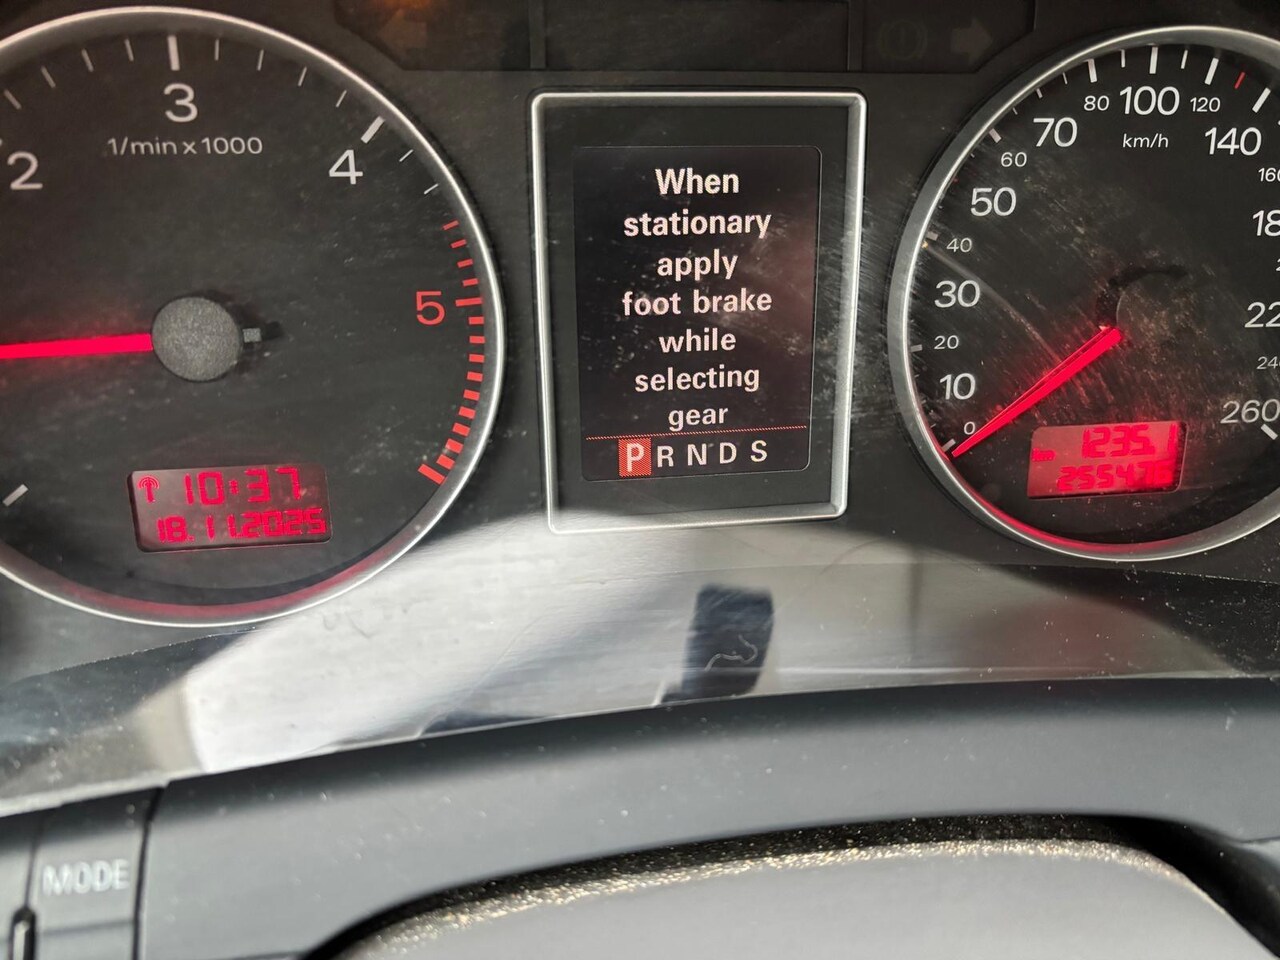 2
3
4
5
1/min x 1000
10:37
18.11.2025
When
stationary
apply
foot brake
while
selecting
gear
P R N D S
0
10
20
30
40
50
60
70
80
100
120
140
km/h
260
1235.1
MODE